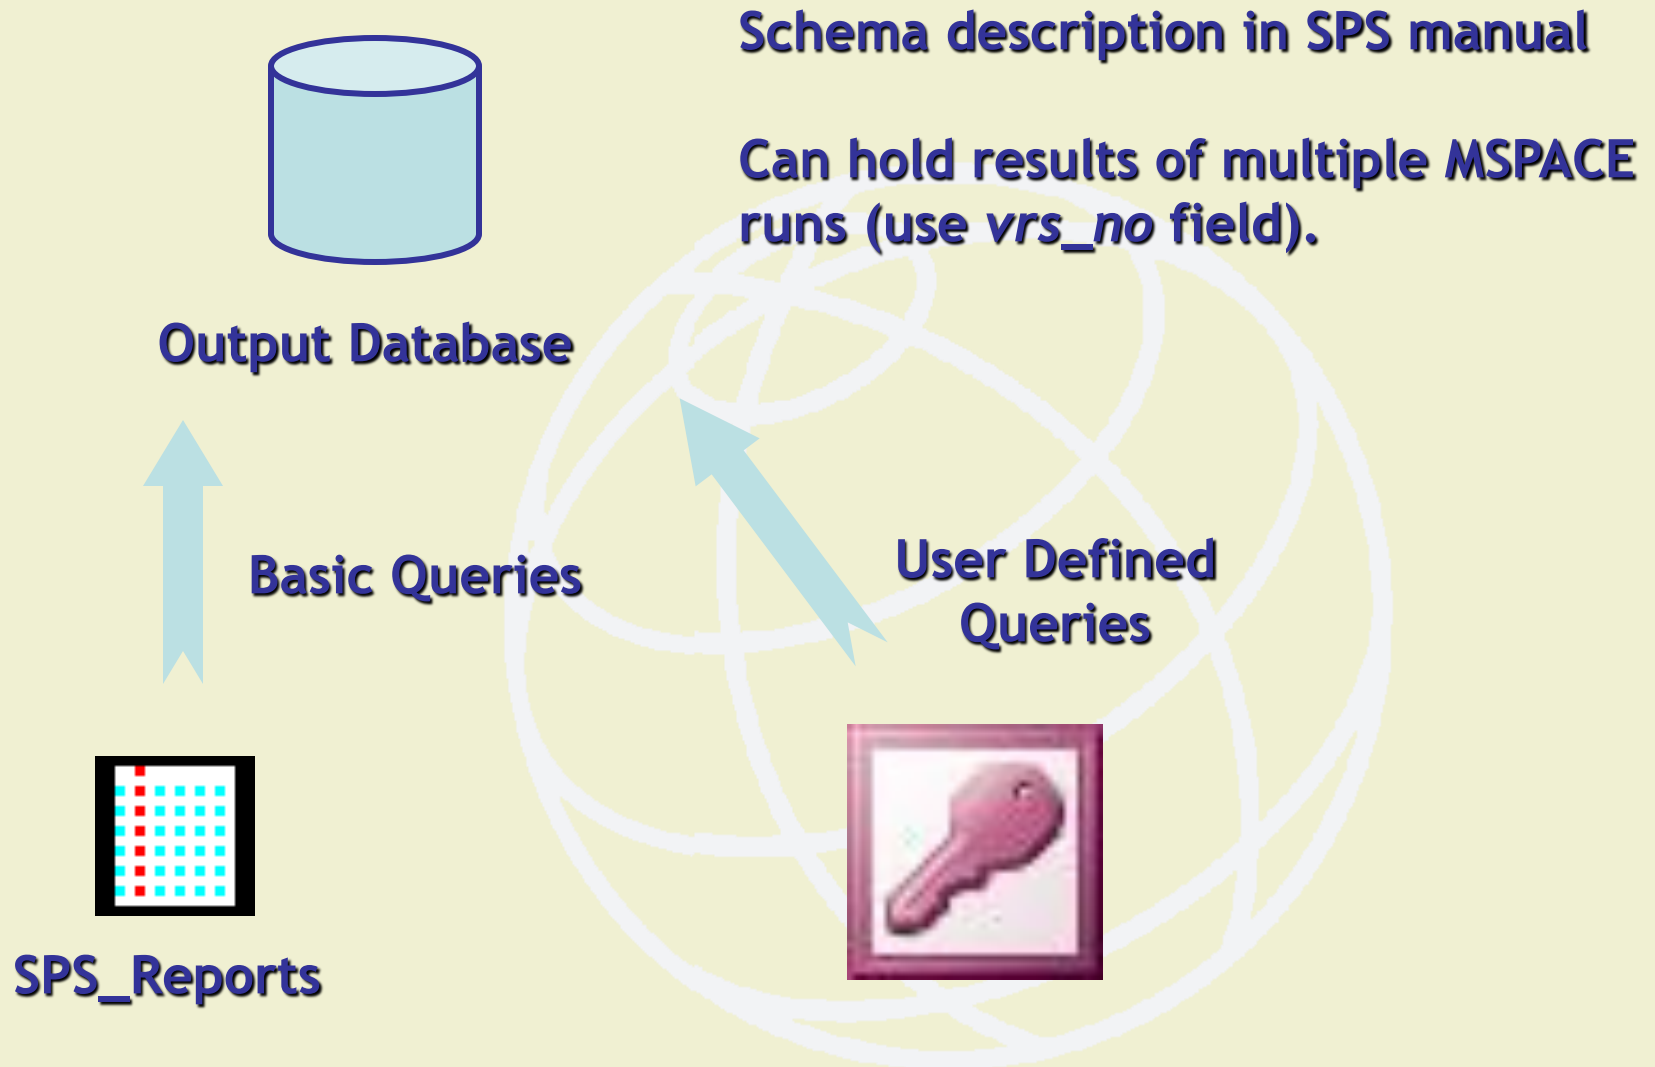 Schema description in SPS manual
Can hold results of multiple MSPACE
runs (use vrs_no field).
Output Database
Basic Queries
User Defined
Queries
SPS_Reports